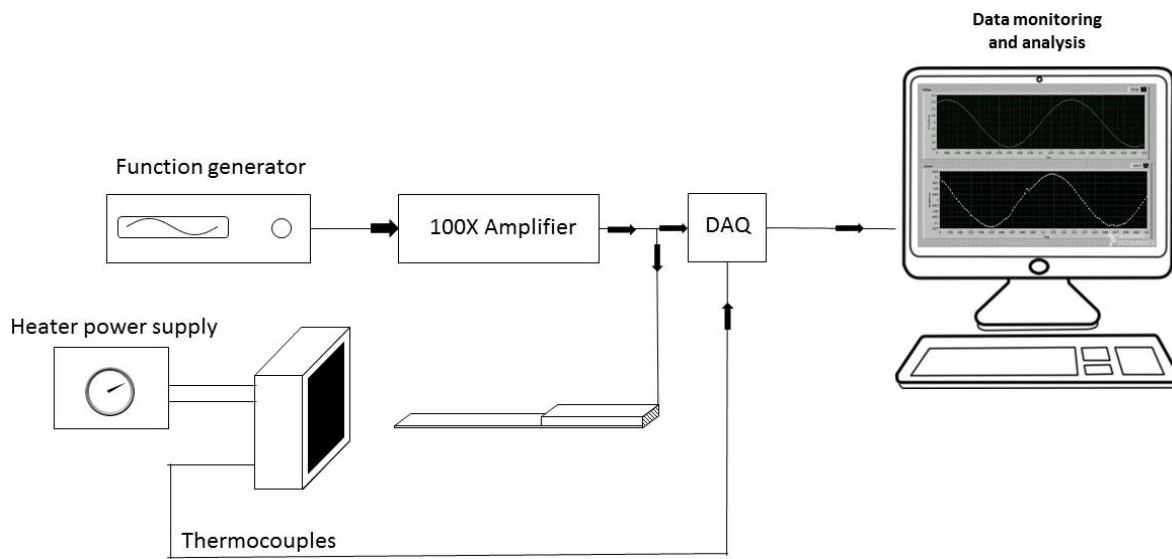 Data monitoring
and analysis
Function generator
100X Amplifier
DAQ
Heater power supply
Thermocouples